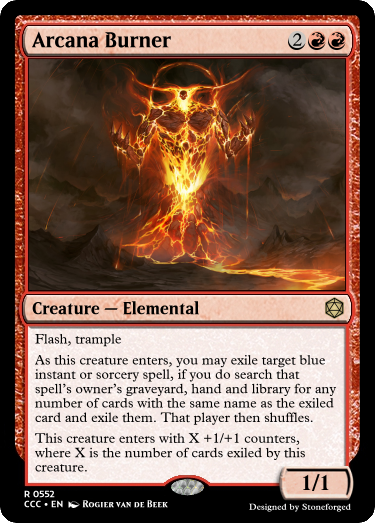 Arcana Burner 2
Creature — Elemental
Flash, trample
As this creature enters, you may exile target blue
instant or sorcery spell, if you do search that
spell's owner's graveyard, hand and library for any
number of cards with the same name as the exiled
card and exile them. That player then shuffles.
This creature enters with X +1/+1 counters,
where X is the number of cards exiled by this
creature.
1/1
R 0552
CCC • EN Rogier van de Beek
Designed by Stoneforged